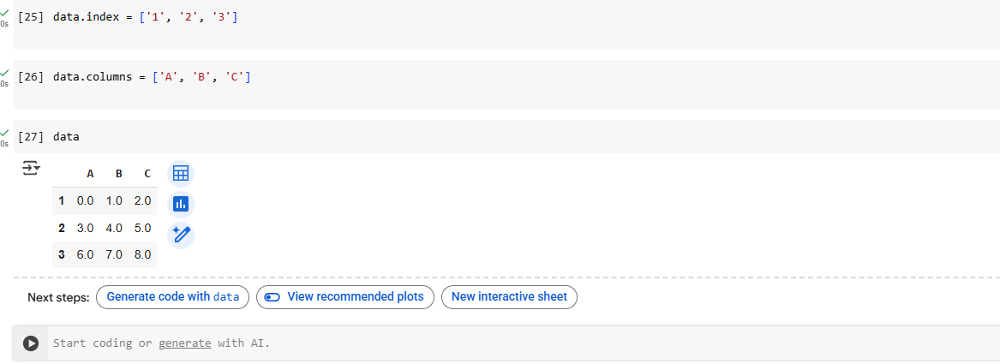 [25] data.index = ['1', '2', '3']
0s
[26] data.columns = ['A', 'B', 'C']
0s
[27] data
0s
A B C
1 0.0 1.0 2.0
2 3.0 4.0 5.0
3 6.0 7.0 8.0
Next steps: Generate code with data View recommended plots New interactive sheet
Start coding or generate with AI.